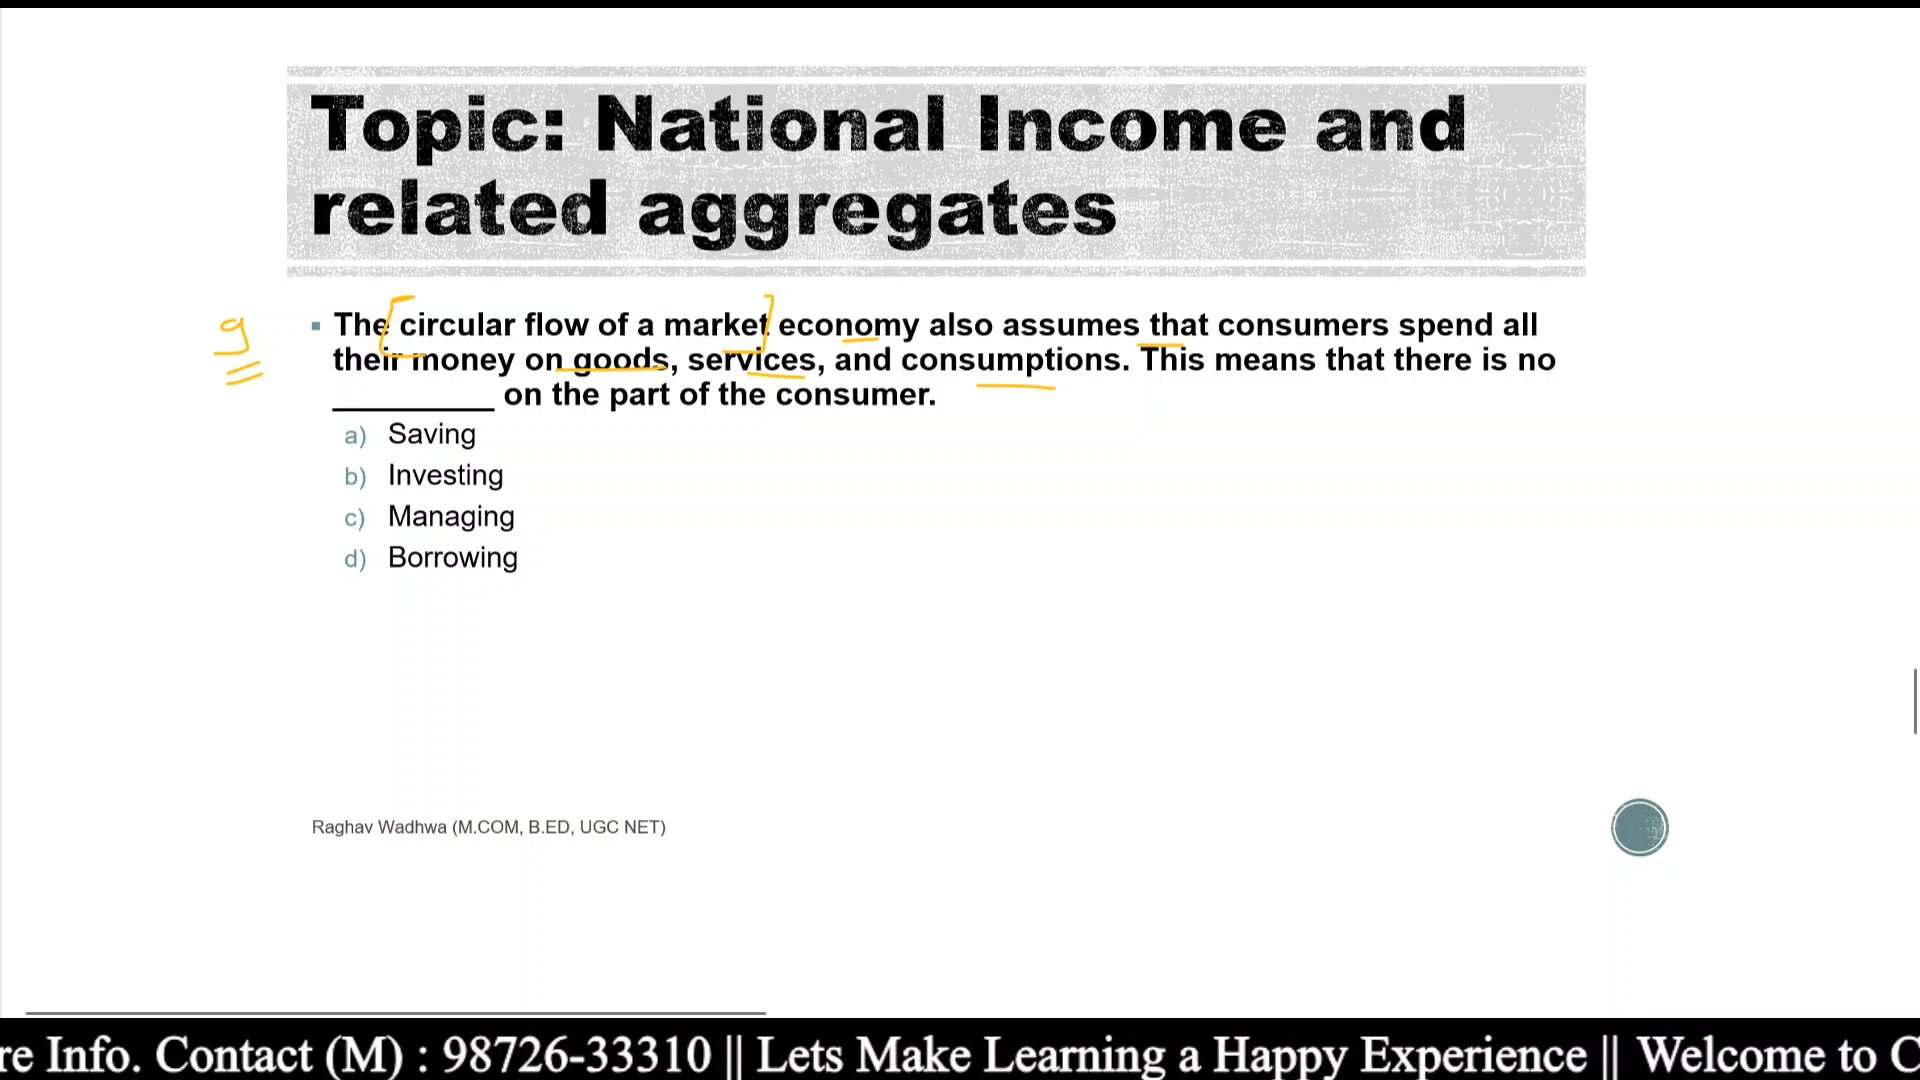 Topic: National Income and
related aggregates
9
▪ The circular flow of a market economy also assumes that consumers spend all
their money on goods, services, and consumptions. This means that there is no
_________ on the part of the consumer.
a) Saving
b) Investing
c) Managing
d) Borrowing
Raghav Wadhwa (M.COM, B.ED, UGC NET)
re Info. Contact (M) : 98726-33310 || Lets Make Learning a Happy Experience || Welcome to C